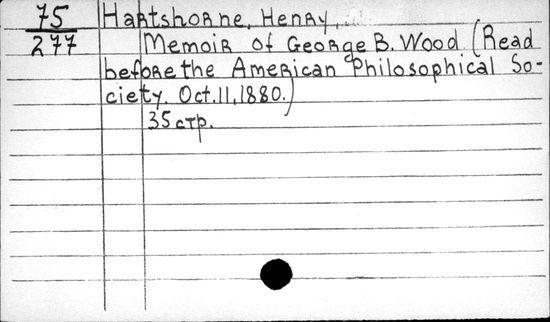 75 Hartshorne, Henry,
277 Memoir of George B. Wood. (Read
before the American Philosophical So-
ciety. Oct. 11, 1880.)
35 стр.